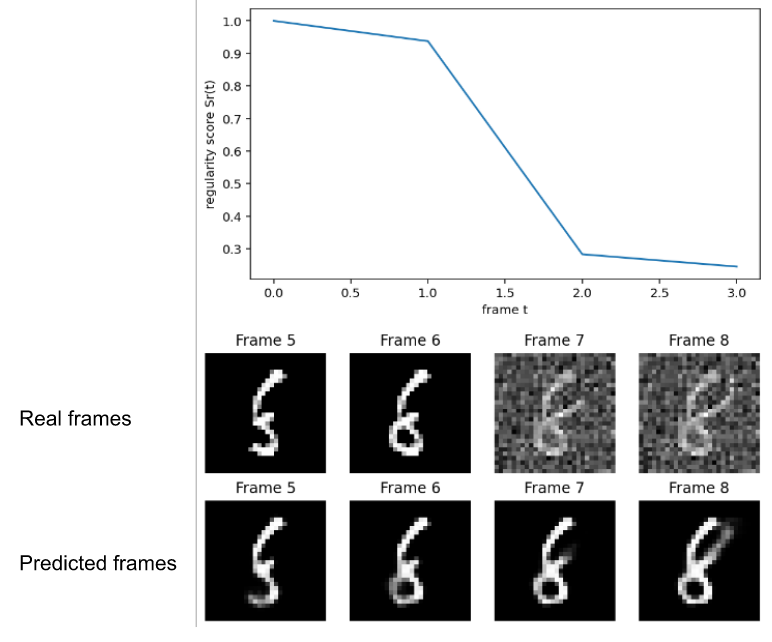 1.0
0.9
0.8
0.7
0.6
0.5
0.4
0.3
regularity score Sr(t)
0.0 0.5 1.0 1.5 2.0 2.5 3.0
frame t
Frame 5 Frame 6 Frame 7 Frame 8
Real frames
Frame 5 Frame 6 Frame 7 Frame 8
Predicted frames